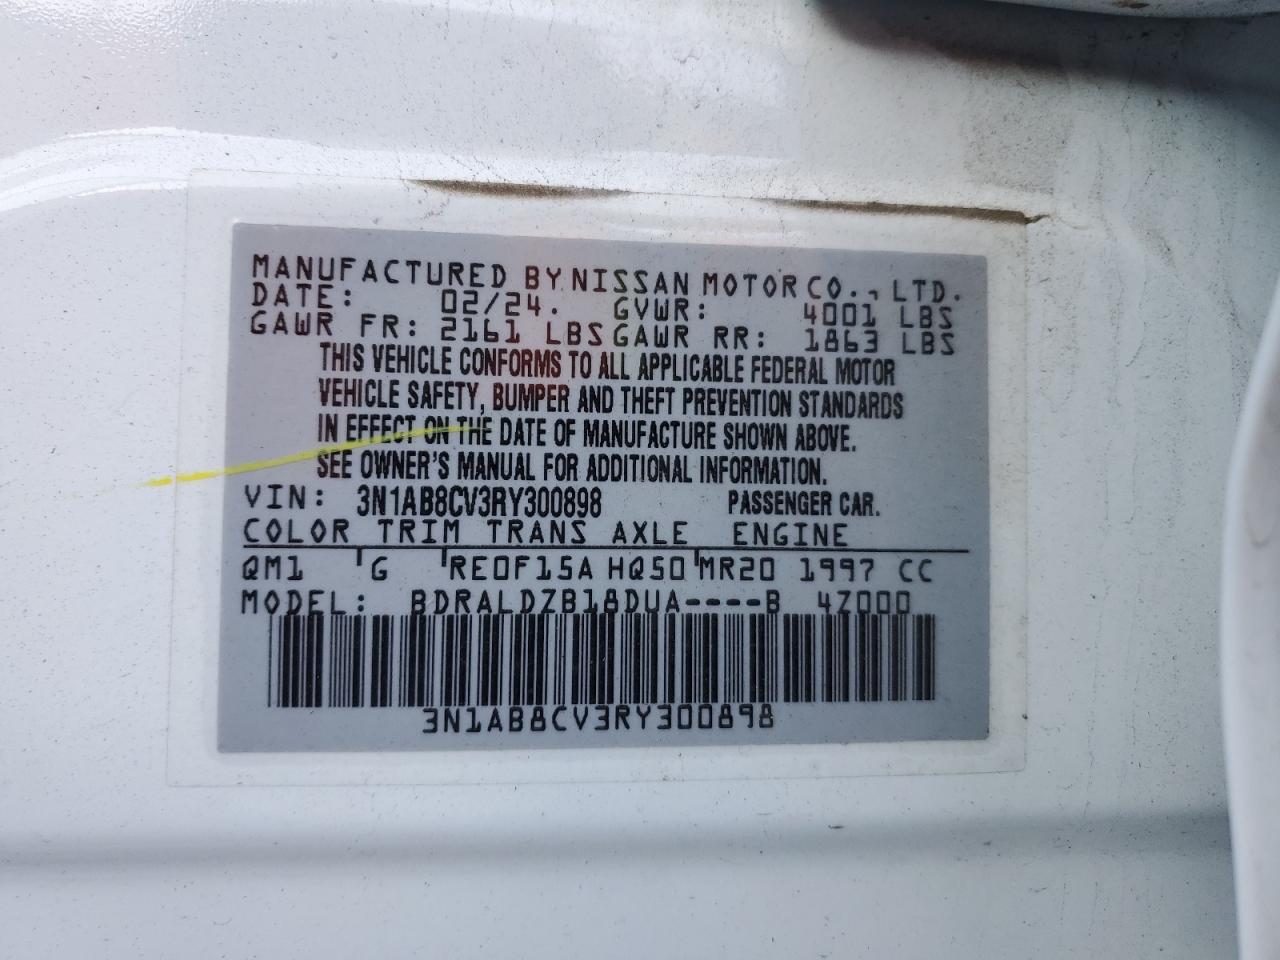 MANUFACTURED BY NISSAN MOTOR CO., LTD.
DATE: 02/24. GVWR: 4001 LBS
GAWR FR: 2161 LBS GAWR RR: 1863 LBS
THIS VEHICLE CONFORMS TO ALL APPLICABLE FEDERAL MOTOR
VEHICLE SAFETY, BUMPER AND THEFT PREVENTION STANDARDS
IN EFFECT ON THE DATE OF MANUFACTURE SHOWN ABOVE.
SEE OWNER'S MANUAL FOR ADDITIONAL INFORMATION.
VIN: 3N1AB8CV3RY300898 PASSENGER CAR.
COLOR TRIM TRANS AXLE ENGINE
QM1 G RE0F15A HQ50 MR20 1997 CC
MODEL: BDRALDZB18DUA----B 4Z000
3N1AB8CV3RY300898